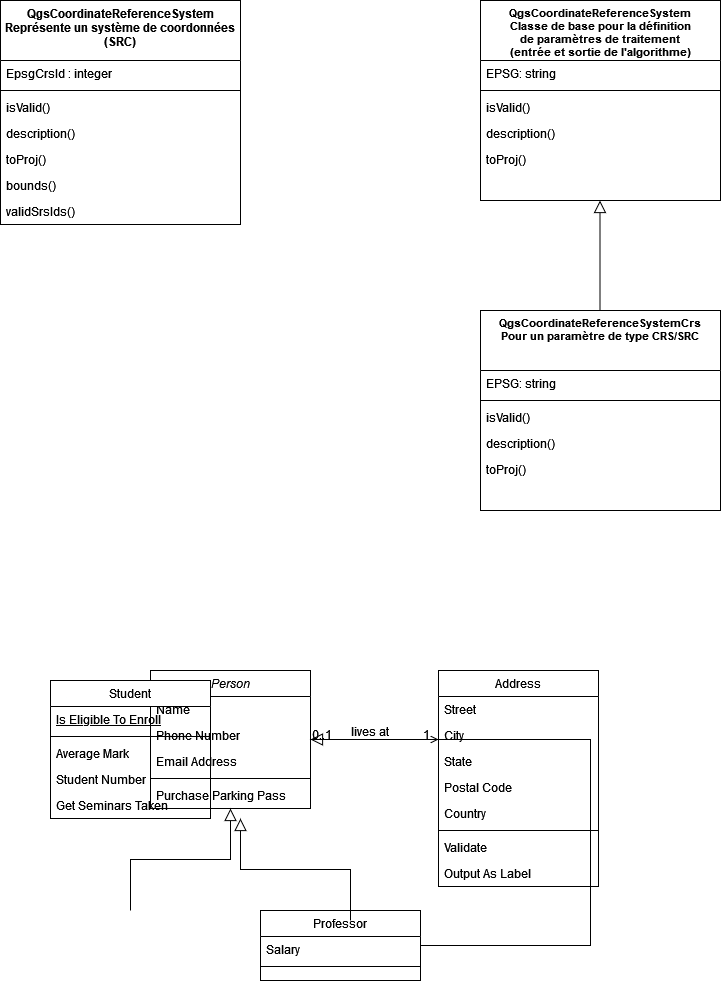 QgsCoordinateReferenceSystem
Représente un système de coordonnées
(SRC)
EpsgCrsId : integer
isValid()
description()
toProj()
bounds()
validSrsIds()
QgsCoordinateReferenceSystem
Classe de base pour la définition
de paramètres de traitement
(entrée et sortie de l'algorithme)
EPSG: string
isValid()
description()
toProj()
QgsCoordinateReferenceSystemCrs
Pour un paramètre de type CRS/SRC
EPSG: string
isValid()
description()
toProj()
Student
Is Eligible To Enroll
Average Mark
Student Number
Get Seminars Taken
Person
Name
Phone Number
Email Address
Purchase Parking Pass
0..1
lives at
1
Address
Street
City
State
Postal Code
Country
Validate
Output As Label
Professor
Salary